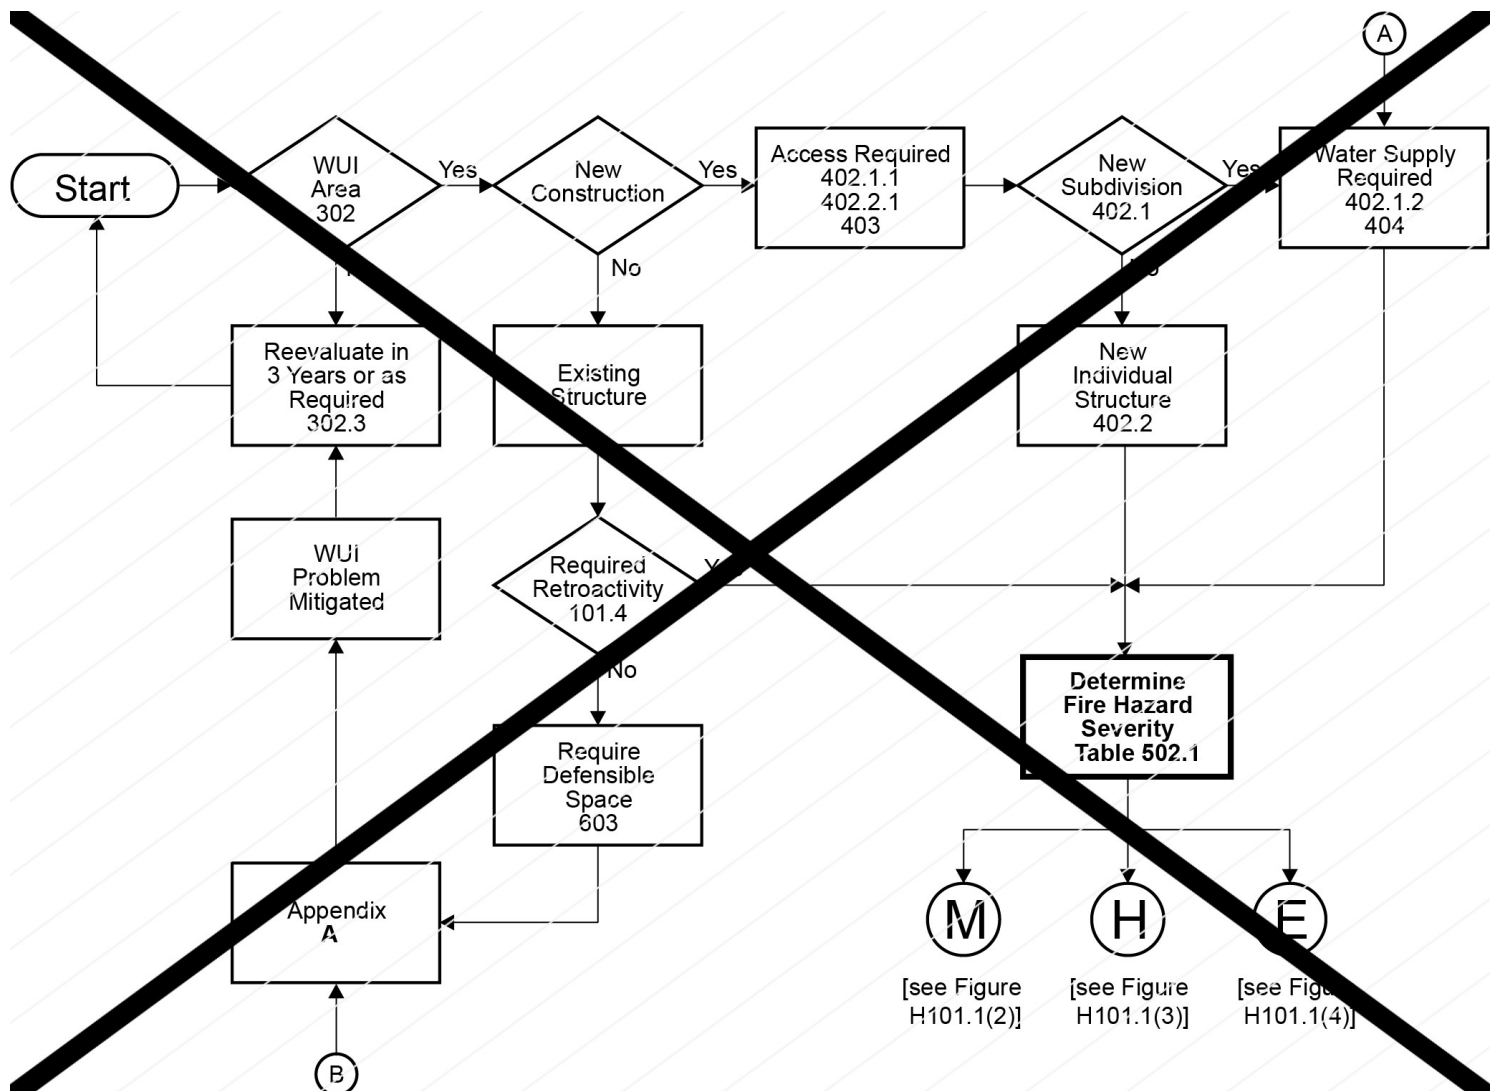 A
Start
WUI
Area
302
Yes
New
Construction
Yes
Access Required
402.1.1
402.2.1
403
New
Subdivision
402.1
Yes
Water Supply
Required
402.1.2
404
No
Reevaluate in
3 Years or as
Required
302.3
Existing
Structure
New
Individual
Structure
402.2
WUI
Problem
Mitigated
Required
Retroactivity
101.4
No
Determine
Fire Hazard
Severity
Table 502.1
Require
Defensible
Space
603
Appendix
A
M
H
E
[see Figure
H101.1(2)]
[see Figure
H101.1(3)]
[see Figure
H101.1(4)]
B